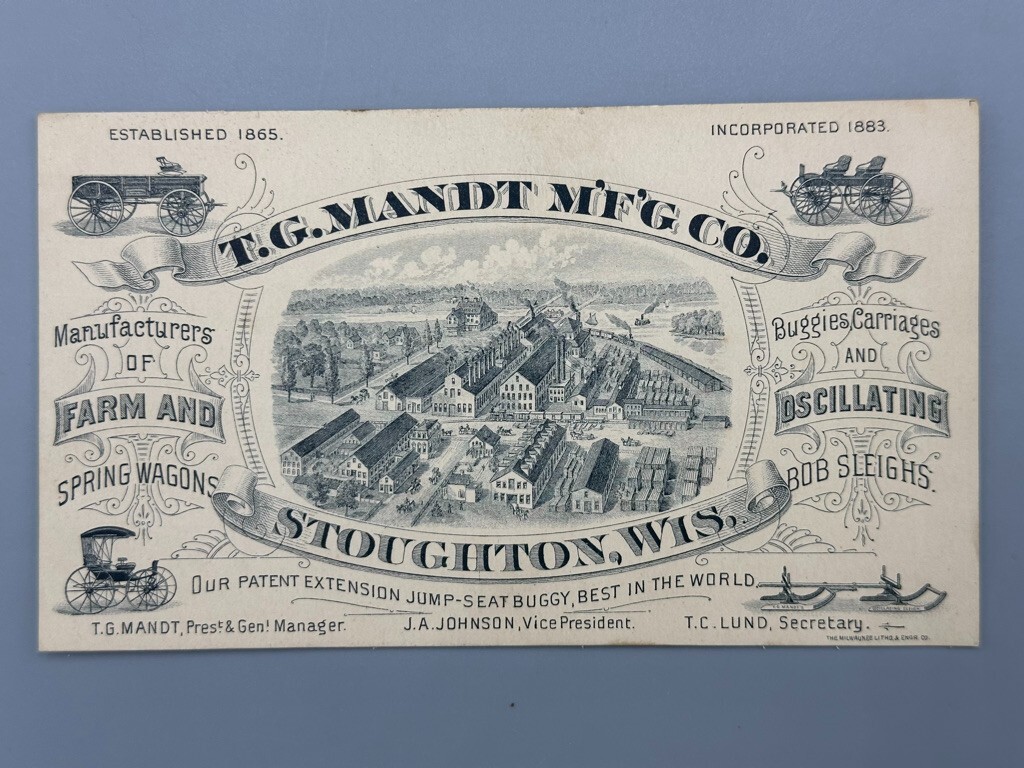 ESTABLISHED 1865.
INCORPORATED 1883.
T.G. MANDT M'F'G CO.
Manufacturers
OF
FARM AND
SPRING WAGONS
Buggies, Carriages
AND
OSCILLATING
BOB SLEIGHS.
STOUGHTON, WIS.
OUR PATENT EXTENSION JUMP-SEAT BUGGY, BEST IN THE WORLD.
T.G. MANDT, Prest. & Genl. Manager.
J.A. JOHNSON, Vice President.
T.C. LUND, Secretary.
THE MILWAUKEE LITHO. & ENGR. CO.